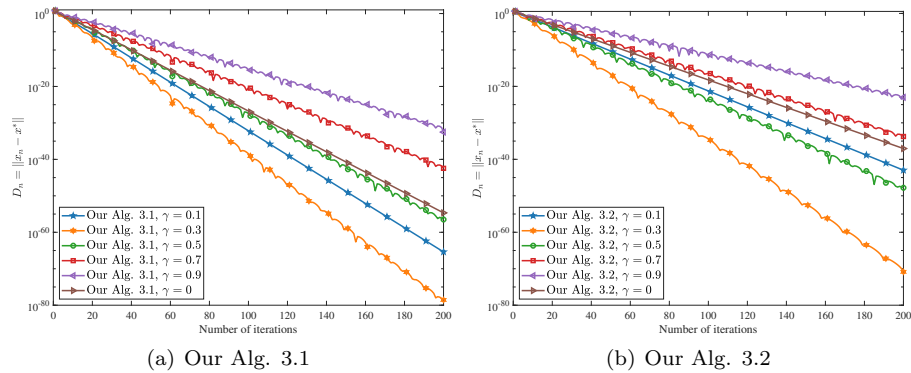 10^0
10^-20
10^-40
10^-60
10^-80
D_n = ||x_n − x*||
Our Alg. 3.1, γ = 0.1
Our Alg. 3.1, γ = 0.3
Our Alg. 3.1, γ = 0.5
Our Alg. 3.1, γ = 0.7
Our Alg. 3.1, γ = 0.9
Our Alg. 3.1, γ = 0
0 20 40 60 80 100 120 140 160 180 200
Number of iterations
(a) Our Alg. 3.1
10^0
10^-20
10^-40
10^-60
10^-80
D_n = ||x_n − x*||
Our Alg. 3.2, γ = 0.1
Our Alg. 3.2, γ = 0.3
Our Alg. 3.2, γ = 0.5
Our Alg. 3.2, γ = 0.7
Our Alg. 3.2, γ = 0.9
Our Alg. 3.2, γ = 0
0 20 40 60 80 100 120 140 160 180 200
Number of iterations
(b) Our Alg. 3.2